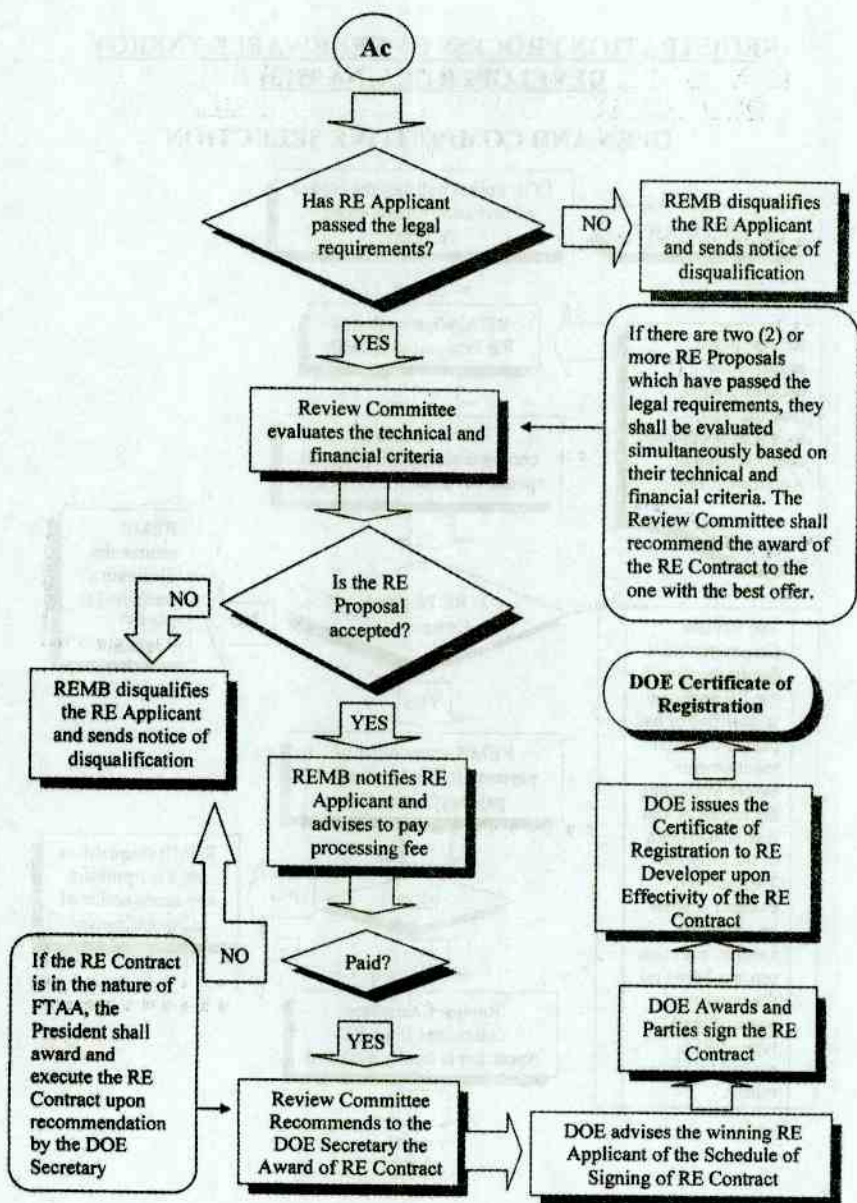 Ac
Has RE Applicant
passed the legal
requirements?
NO
REMB disqualifies
the RE Applicant
and sends notice of
disqualification
YES
If there are two (2) or
more RE Proposals
which have passed the
legal requirements, they
shall be evaluated
simultaneously based on
their technical and
financial criteria. The
Review Committee shall
recommend the award of
the RE Contract to the
one with the best offer.
Review Committee
evaluates the technical and
financial criteria
Is the RE
Proposal
accepted?
NO
REMB disqualifies
the RE Applicant
and sends notice of
disqualification
YES
REMB notifies RE
Applicant and
advises to pay
processing fee
Paid?
NO
YES
If the RE Contract
is in the nature of
FTAA, the
President shall
award and
execute the RE
Contract upon
recommendation
by the DOE
Secretary
Review Committee
Recommends to the
DOE Secretary the
Award of RE Contract
DOE advises the winning RE
Applicant of the Schedule of
Signing of RE Contract
DOE Awards and
Parties sign the RE
Contract
DOE issues the
Certificate of
Registration to RE
Developer upon
Effectivity of the RE
Contract
DOE Certificate of
Registration